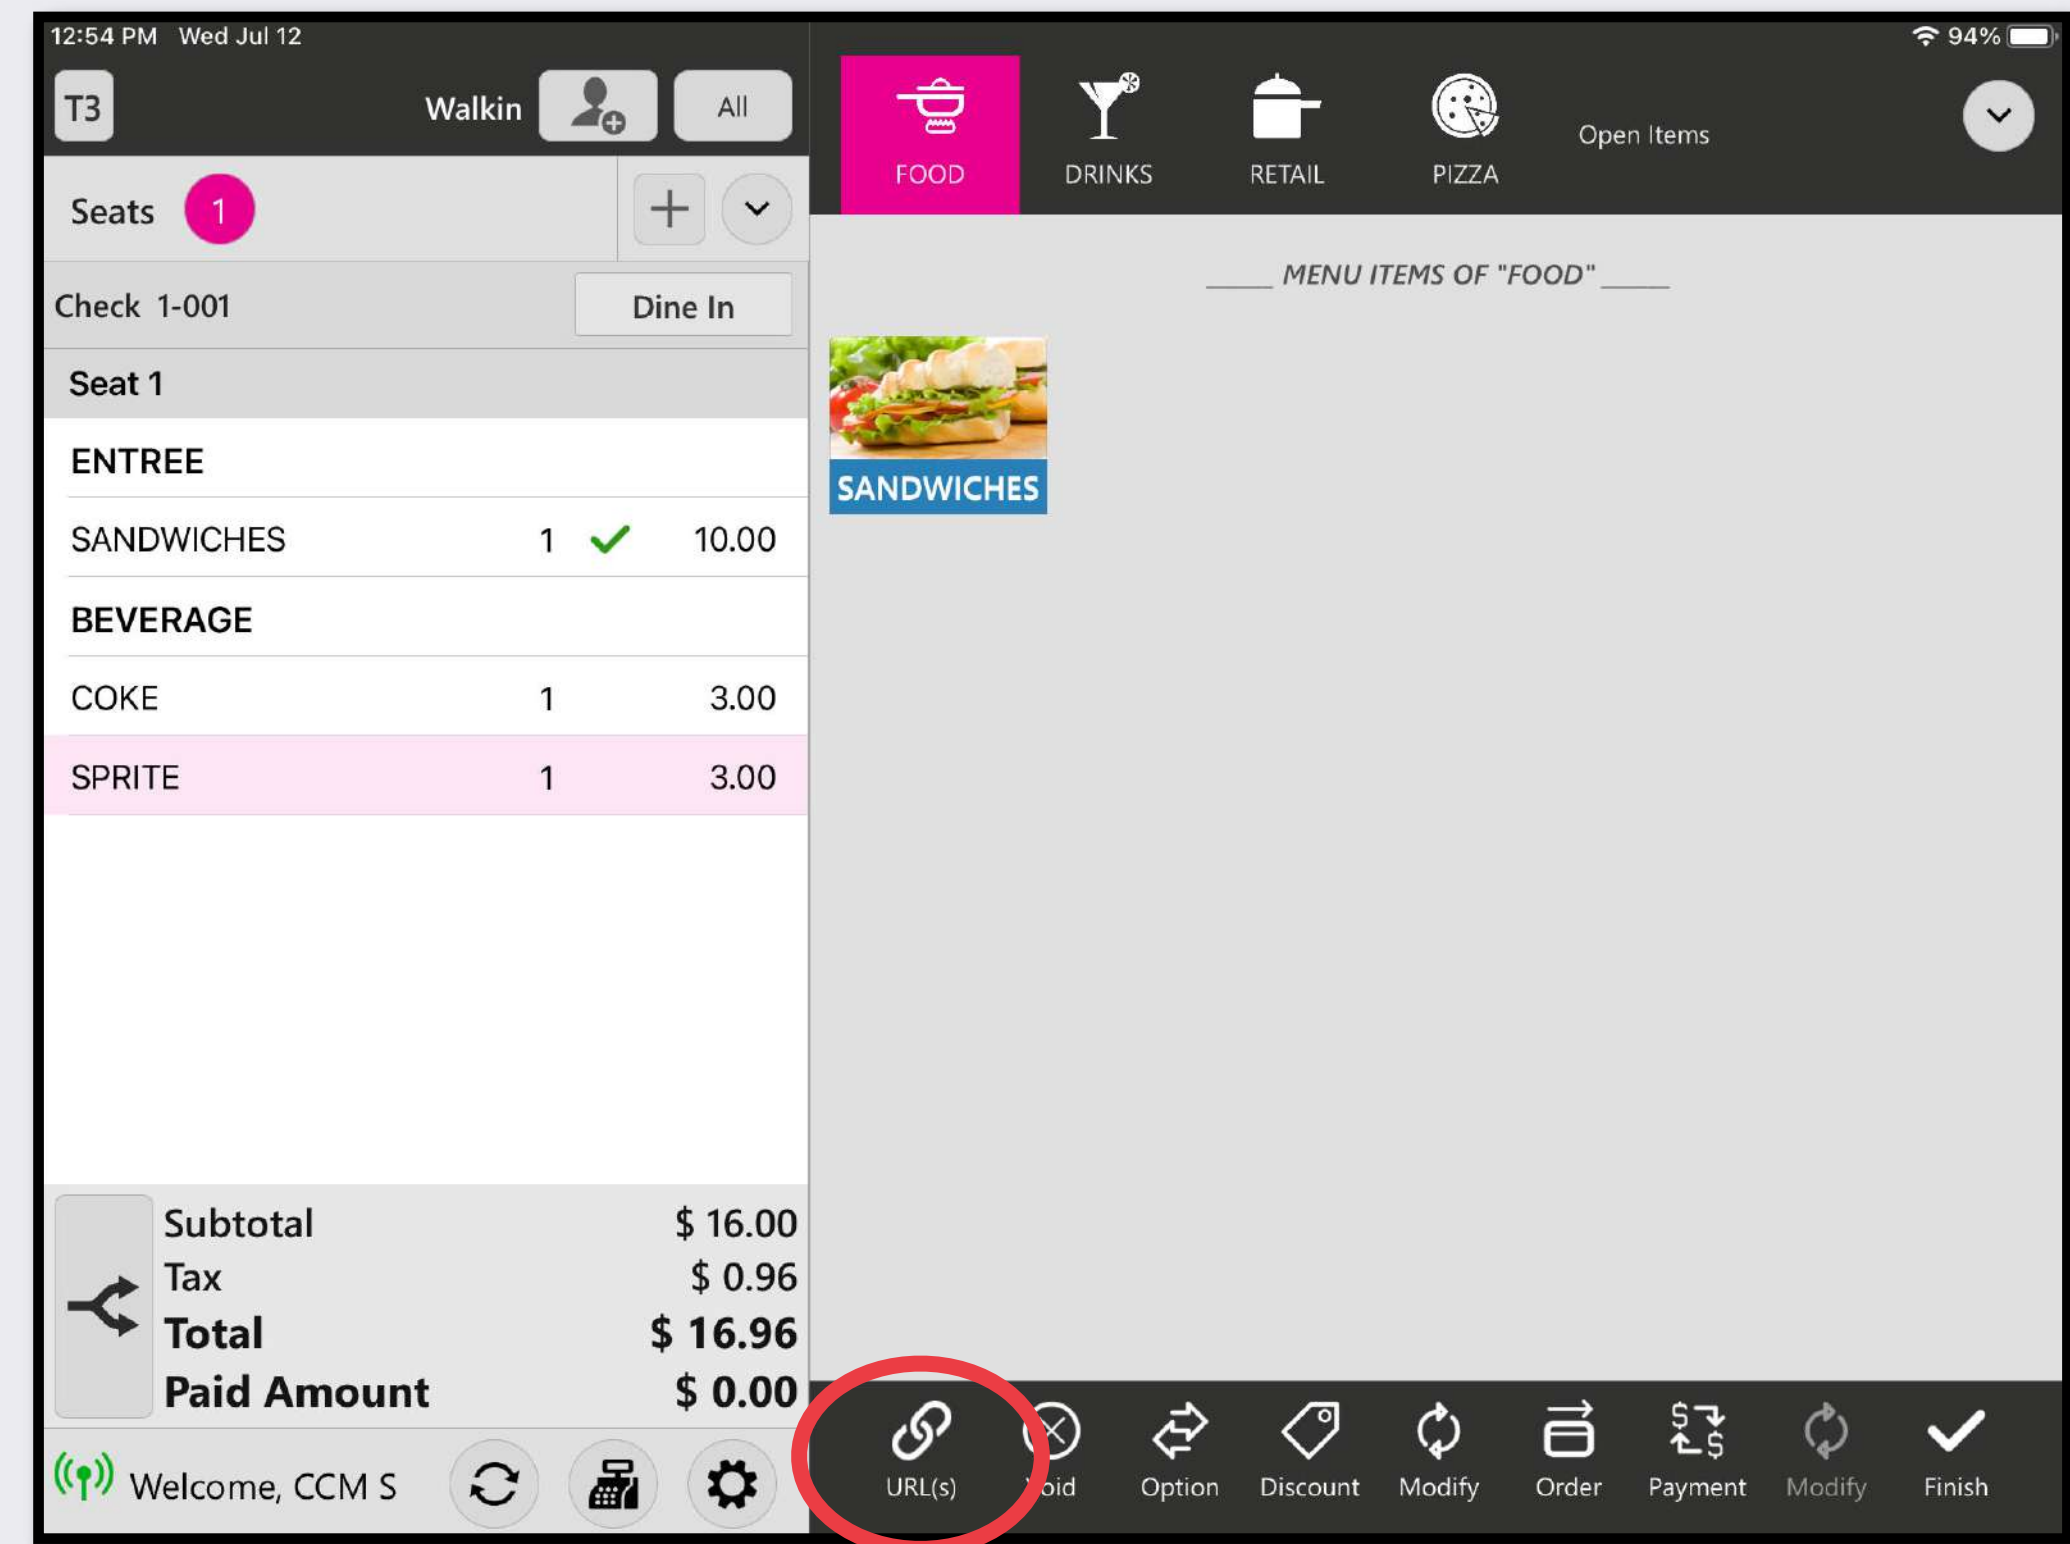 12:54 PM Wed Jul 12
94%
T3 Walkin All
FOOD DRINKS RETAIL PIZZA Open Items
Seats 1
Check 1-001 Dine In
Seat 1
ENTREE
SANDWICHES 1 10.00
BEVERAGE
COKE 1 3.00
SPRITE 1 3.00
Subtotal $ 16.00
Tax $ 0.96
Total $ 16.96
Paid Amount $ 0.00
Welcome, CCM S
MENU ITEMS OF "FOOD"
SANDWICHES
URL(s) Void Option Discount Modify Order Payment Modify Finish